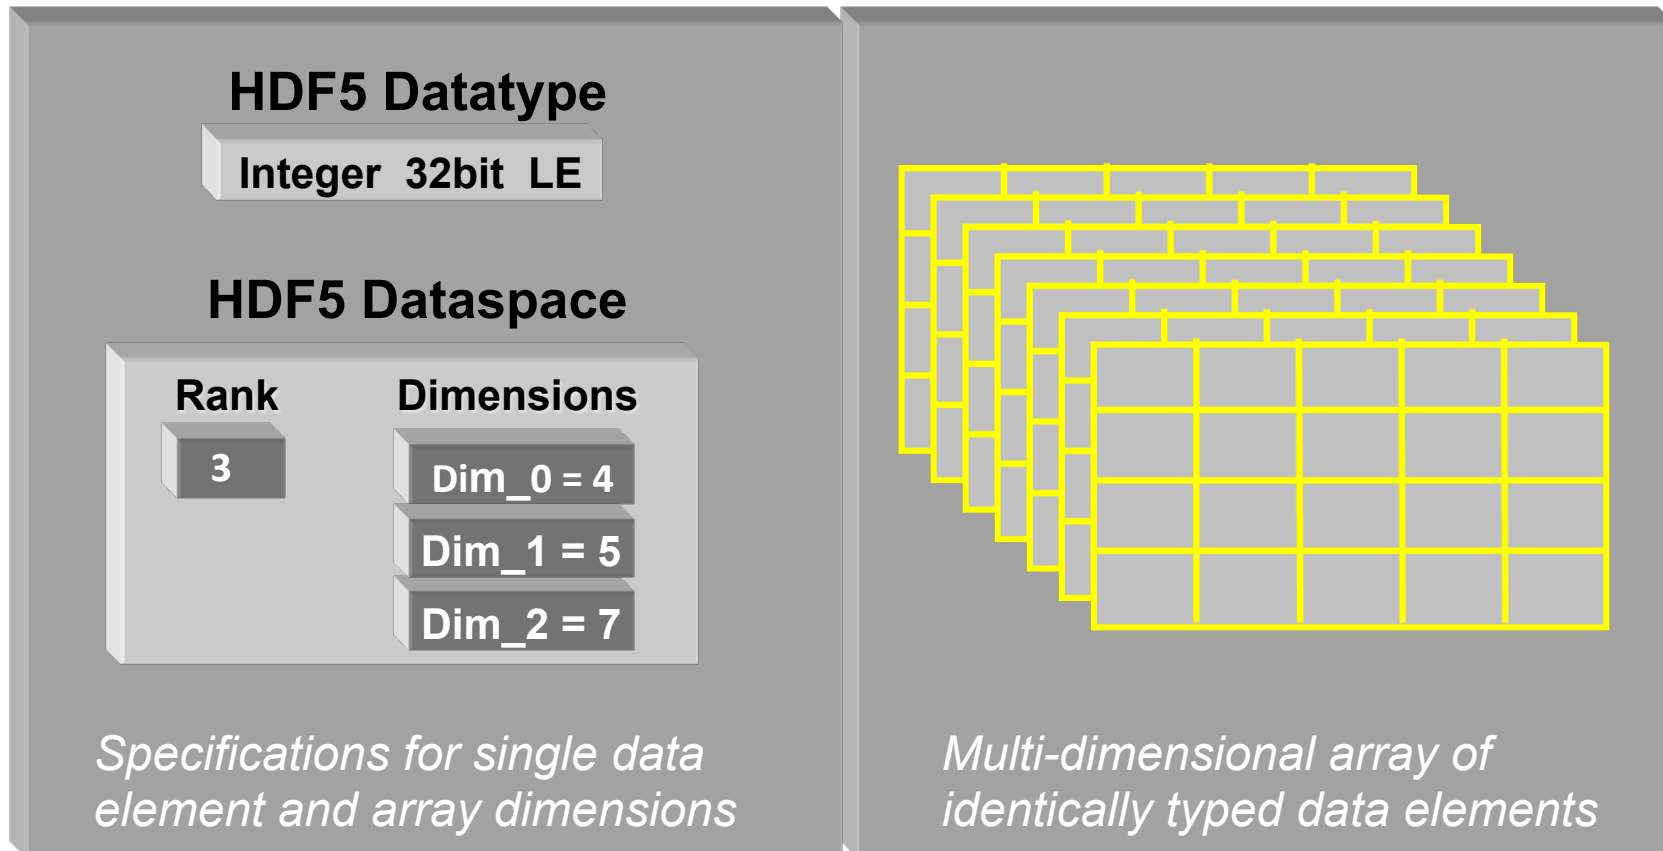 HDF5 Datatype
Integer 32bit LE
HDF5 Dataspace
Rank
3
Dimensions
Dim_0 = 4
Dim_1 = 5
Dim_2 = 7
Specifications for single data
element and array dimensions
Multi-dimensional array of
identically typed data elements